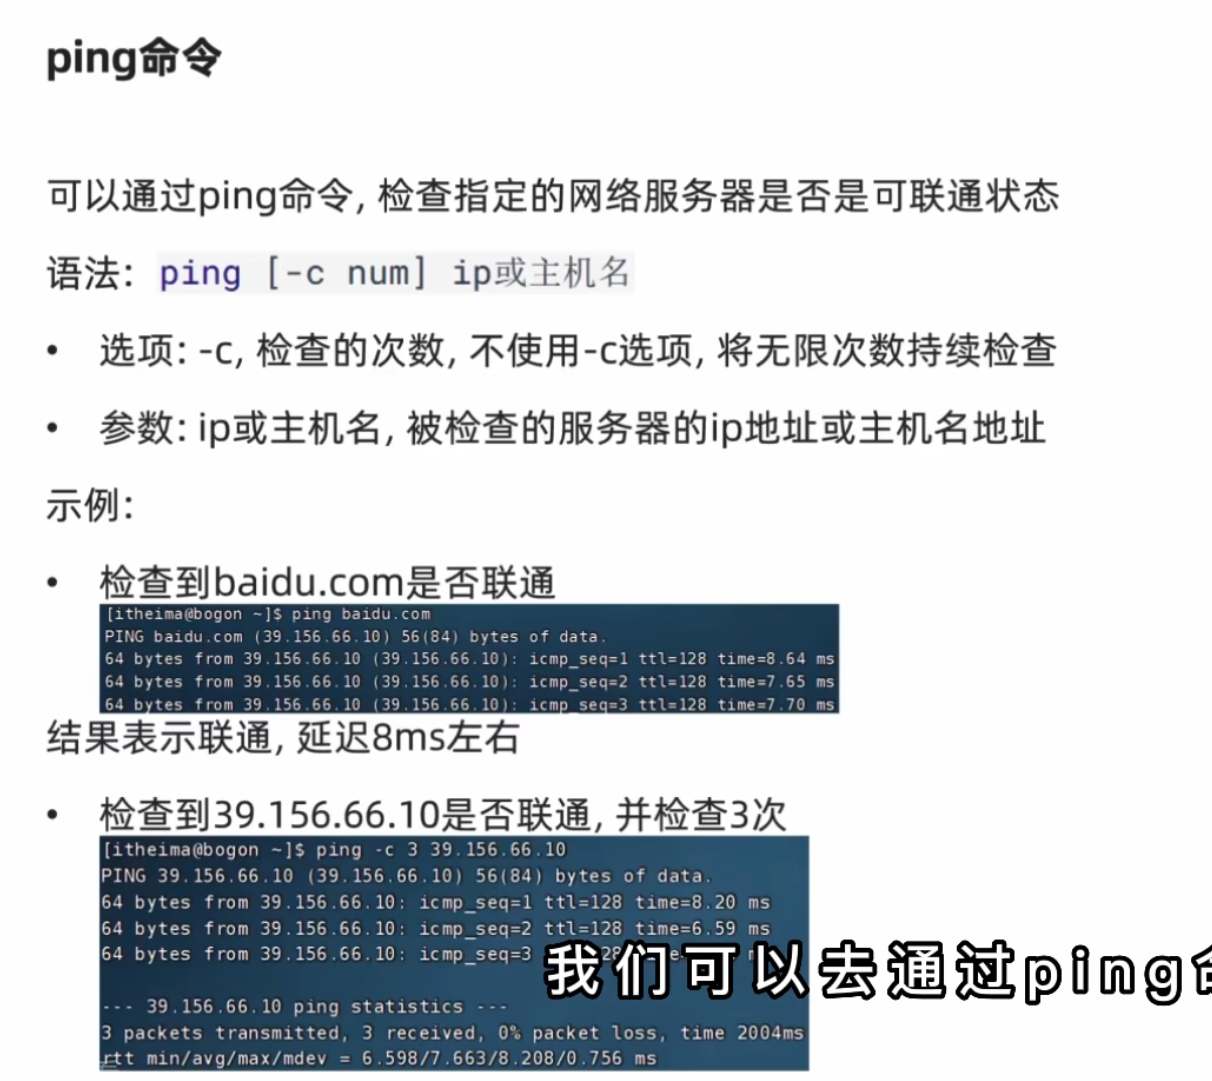 ping命令
可以通过ping命令, 检查指定的网络服务器是否是可联通状态
语法: ping [-c num] ip或主机名
• 选项: -c, 检查的次数, 不使用-c选项, 将无限次数持续检查
• 参数: ip或主机名, 被检查的服务器的ip地址或主机名地址
示例:
• 检查到baidu.com是否联通
[itheima@bogon ~]$ ping baidu.com
PING baidu.com (39.156.66.10) 56(84) bytes of data.
64 bytes from 39.156.66.10 (39.156.66.10): icmp_seq=1 ttl=128 time=8.64 ms
64 bytes from 39.156.66.10 (39.156.66.10): icmp_seq=2 ttl=128 time=7.65 ms
64 bytes from 39.156.66.10 (39.156.66.10): icmp_seq=3 ttl=128 time=7.70 ms
结果表示联通, 延迟8ms左右
• 检查到39.156.66.10是否联通, 并检查3次
[itheima@bogon ~]$ ping -c 3 39.156.66.10
PING 39.156.66.10 (39.156.66.10) 56(84) bytes of data.
64 bytes from 39.156.66.10: icmp_seq=1 ttl=128 time=8.20 ms
64 bytes from 39.156.66.10: icmp_seq=2 ttl=128 time=6.59 ms
64 bytes from 39.156.66.10: icmp_seq=3
我们可以去通过ping命
--- 39.156.66.10 ping statistics ---
3 packets transmitted, 3 received, 0% packet loss, time 2004ms
rtt min/avg/max/mdev = 6.598/7.663/8.208/0.756 ms